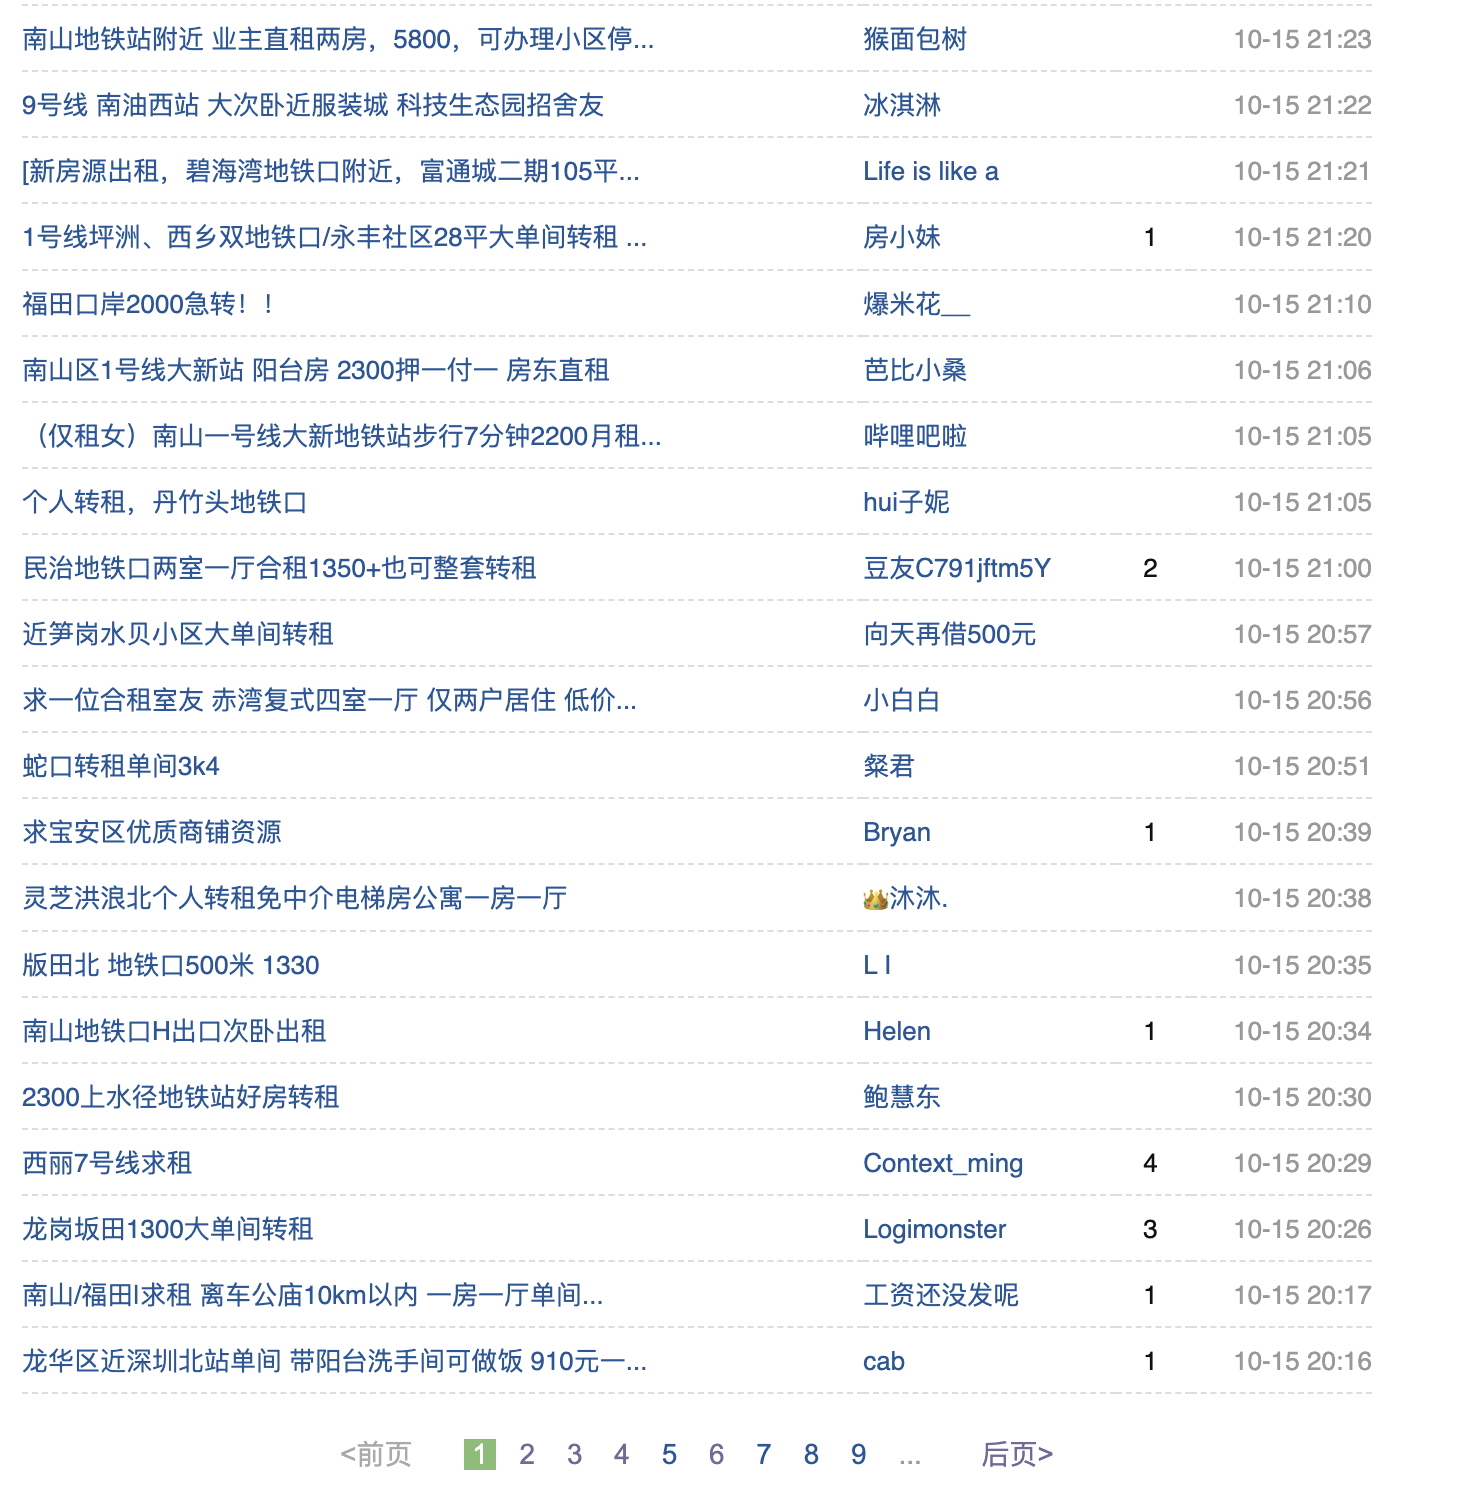 南山地铁站附近 业主直租两房，5800，可办理小区停... 猴面包树 10-15 21:23
9号线 南油西站 大次卧近服装城 科技生态园招舍友 冰淇淋 10-15 21:22
[新房源出租，碧海湾地铁口附近，富通城二期105平... Life is like a 10-15 21:21
1号线坪洲、西乡双地铁口/永丰社区28平大单间转租 ... 房小妹 1 10-15 21:20
福田口岸2000急转！！ 爆米花__ 10-15 21:10
南山区1号线大新站 阳台房 2300押一付一 房东直租 芭比小桑 10-15 21:06
（仅租女）南山一号线大新地铁站步行7分钟2200月租... 哔哩吧啦 10-15 21:05
个人转租，丹竹头地铁口 hui子妮 10-15 21:05
民治地铁口两室一厅合租1350+也可整套转租 豆友C791jftm5Y 2 10-15 21:00
近笋岗水贝小区大单间转租 向天再借500元 10-15 20:57
求一位合租室友 赤湾复式四室一厅 仅两户居住 低价... 小白白 10-15 20:56
蛇口转租单间3k4 粲君 10-15 20:51
求宝安区优质商铺资源 Bryan 1 10-15 20:39
灵芝洪浪北个人转租免中介电梯房公寓一房一厅 👑沐沐. 10-15 20:38
版田北 地铁口500米 1330 L I 10-15 20:35
南山地铁口H出口次卧出租 Helen 1 10-15 20:34
2300上水径地铁站好房转租 鲍慧东 10-15 20:30
西丽7号线求租 Context_ming 4 10-15 20:29
龙岗坂田1300大单间转租 Logimonster 3 10-15 20:26
南山/福田l求租 离车公庙10km以内 一房一厅单间... 工资还没发呢 1 10-15 20:17
龙华区近深圳北站单间 带阳台洗手间可做饭 910元一... cab 1 10-15 20:16
<前页 1 2 3 4 5 6 7 8 9 ... 后页>